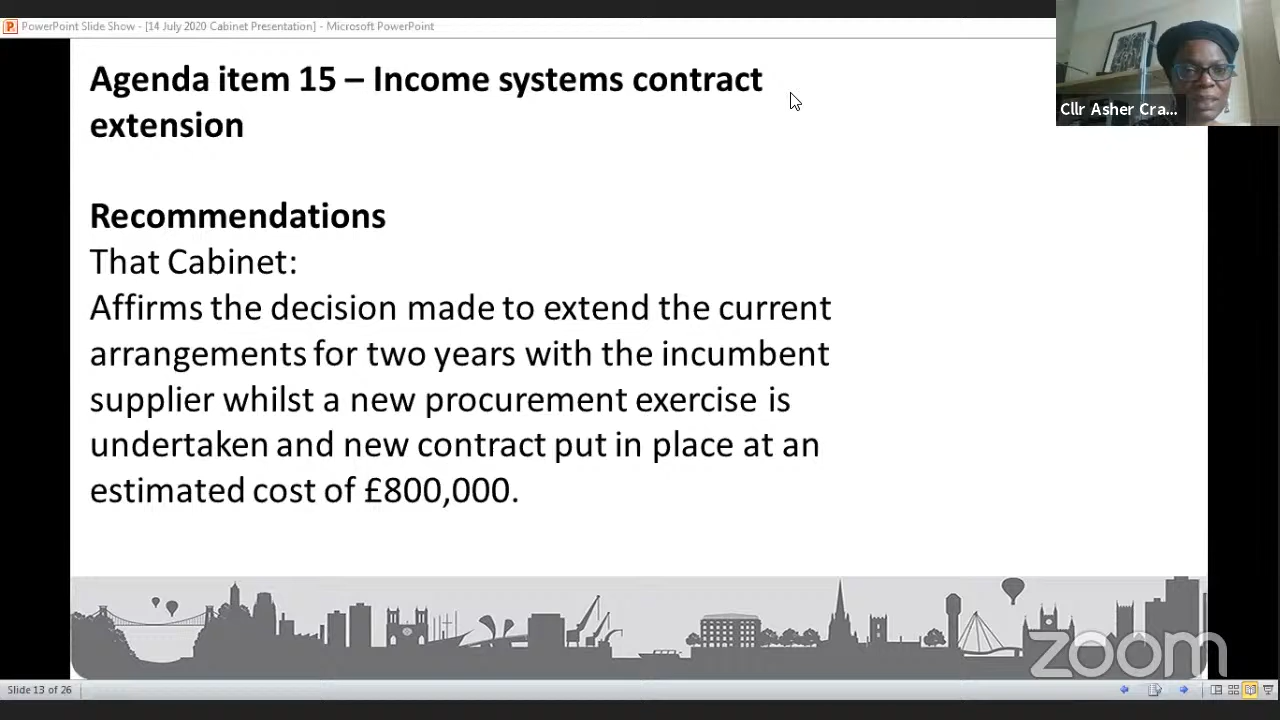 PowerPoint Slide Show - [14 July 2020 Cabinet Presentation] - Microsoft PowerPoint
Cllr Asher Cra...
Agenda item 15 – Income systems contract
extension
Recommendations
That Cabinet:
Affirms the decision made to extend the current
arrangements for two years with the incumbent
supplier whilst a new procurement exercise is
undertaken and new contract put in place at an
estimated cost of £800,000.
zoom
Slide 13 of 26